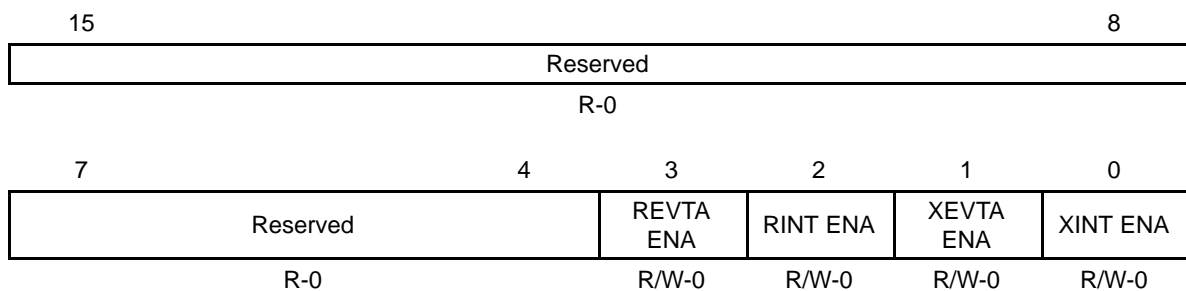 15 8
Reserved
R-0
7 4 3 2 1 0
Reserved REVTA ENA RINT ENA XEVTA ENA XINT ENA
R-0 R/W-0 R/W-0 R/W-0 R/W-0